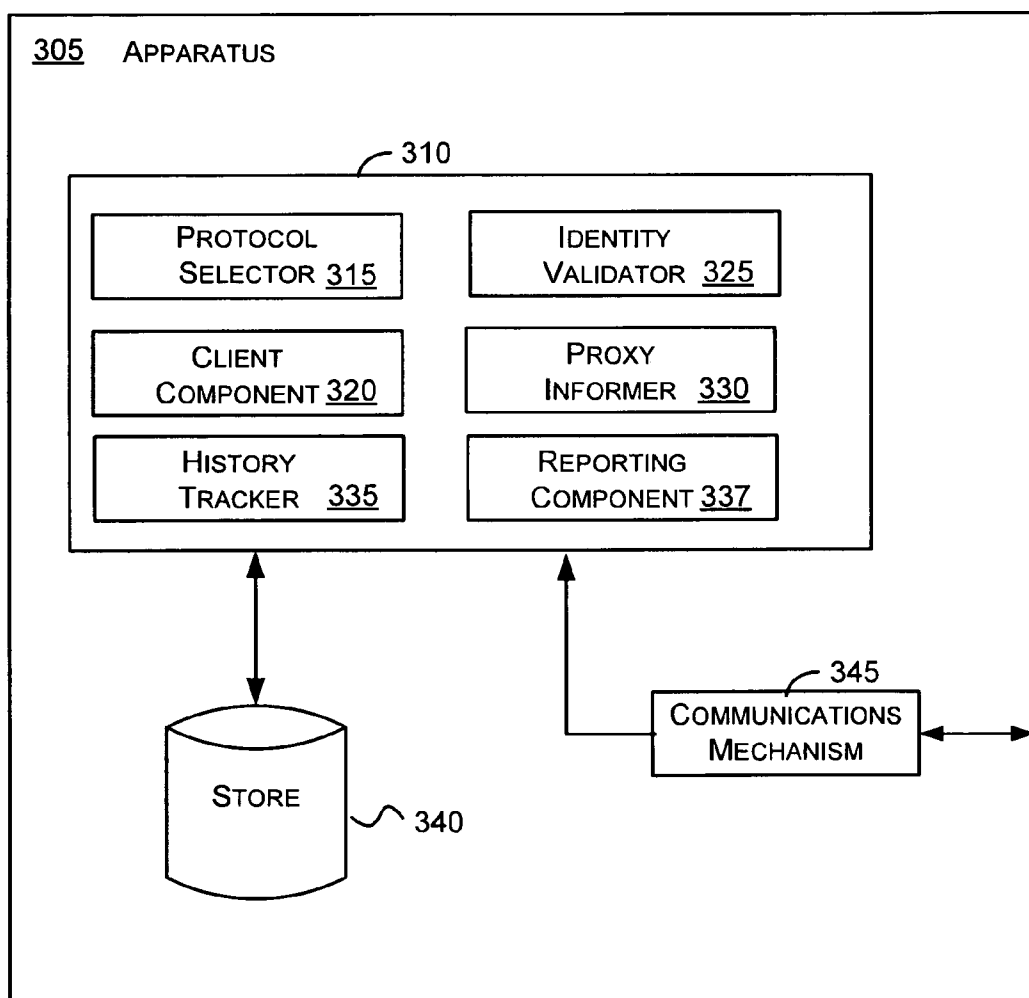 305 APPARATUS
310
PROTOCOL
SELECTOR 315
IDENTITY
VALIDATOR 325
CLIENT
COMPONENT 320
PROXY
INFORMER 330
HISTORY
TRACKER 335
REPORTING
COMPONENT 337
345
COMMUNICATIONS
MECHANISM
STORE
340